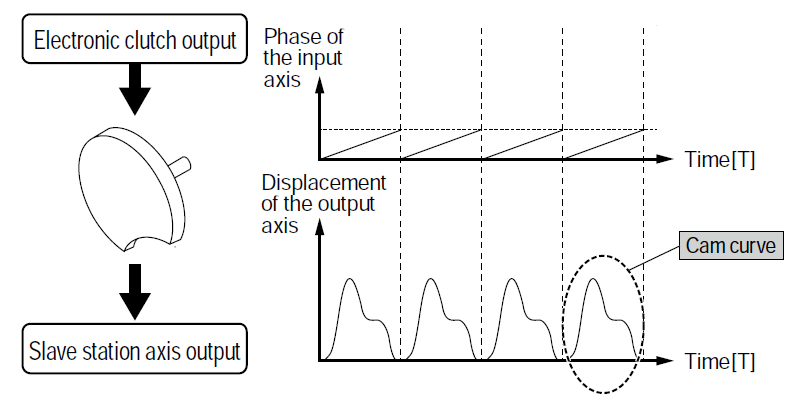 Electronic clutch output
Phase of
the input
axis
Time[T]
Displacement
of the output
axis
Cam curve
Slave station axis output
Time[T]